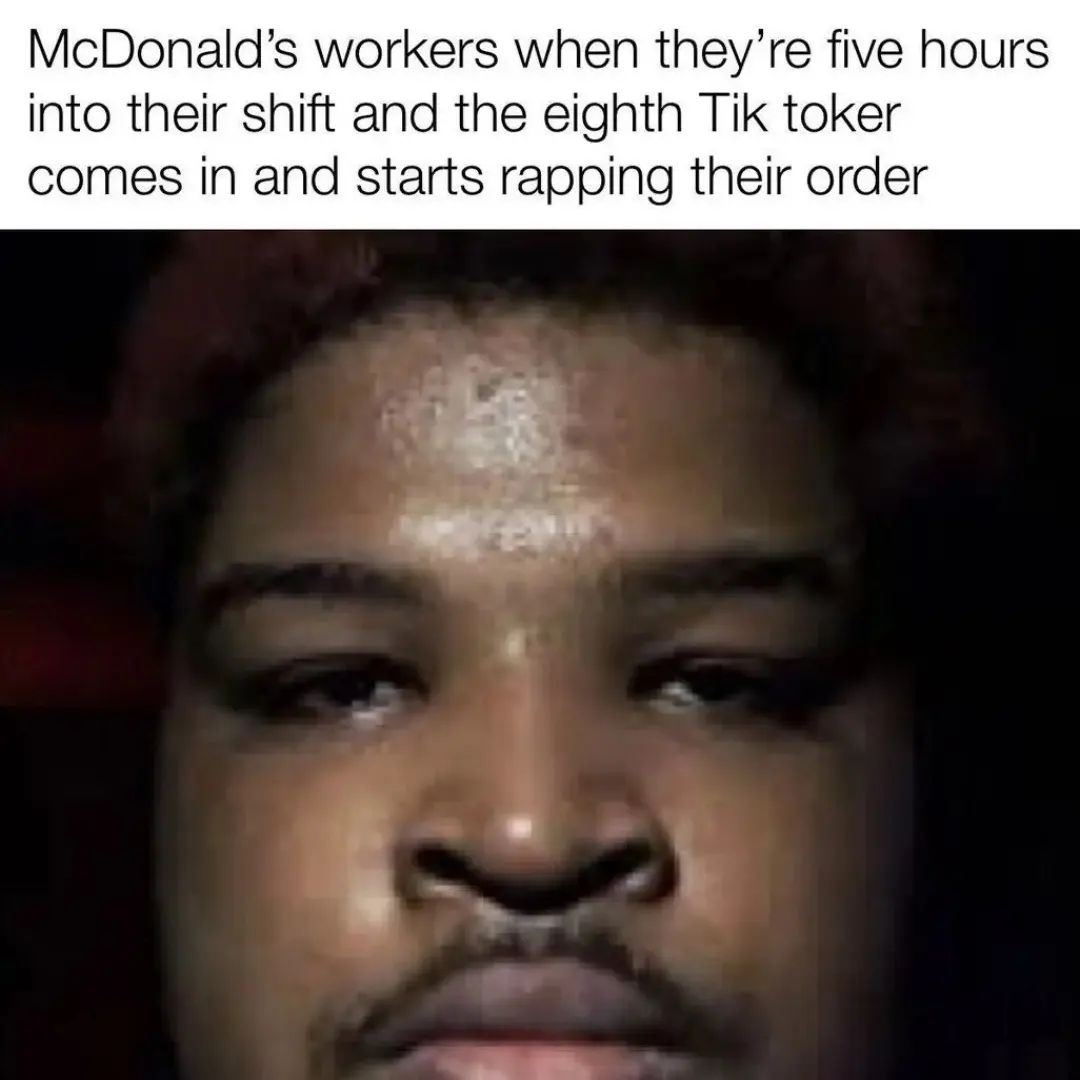 McDonald’s workers when they’re five hours
into their shift and the eighth Tik toker
comes in and starts rapping their order